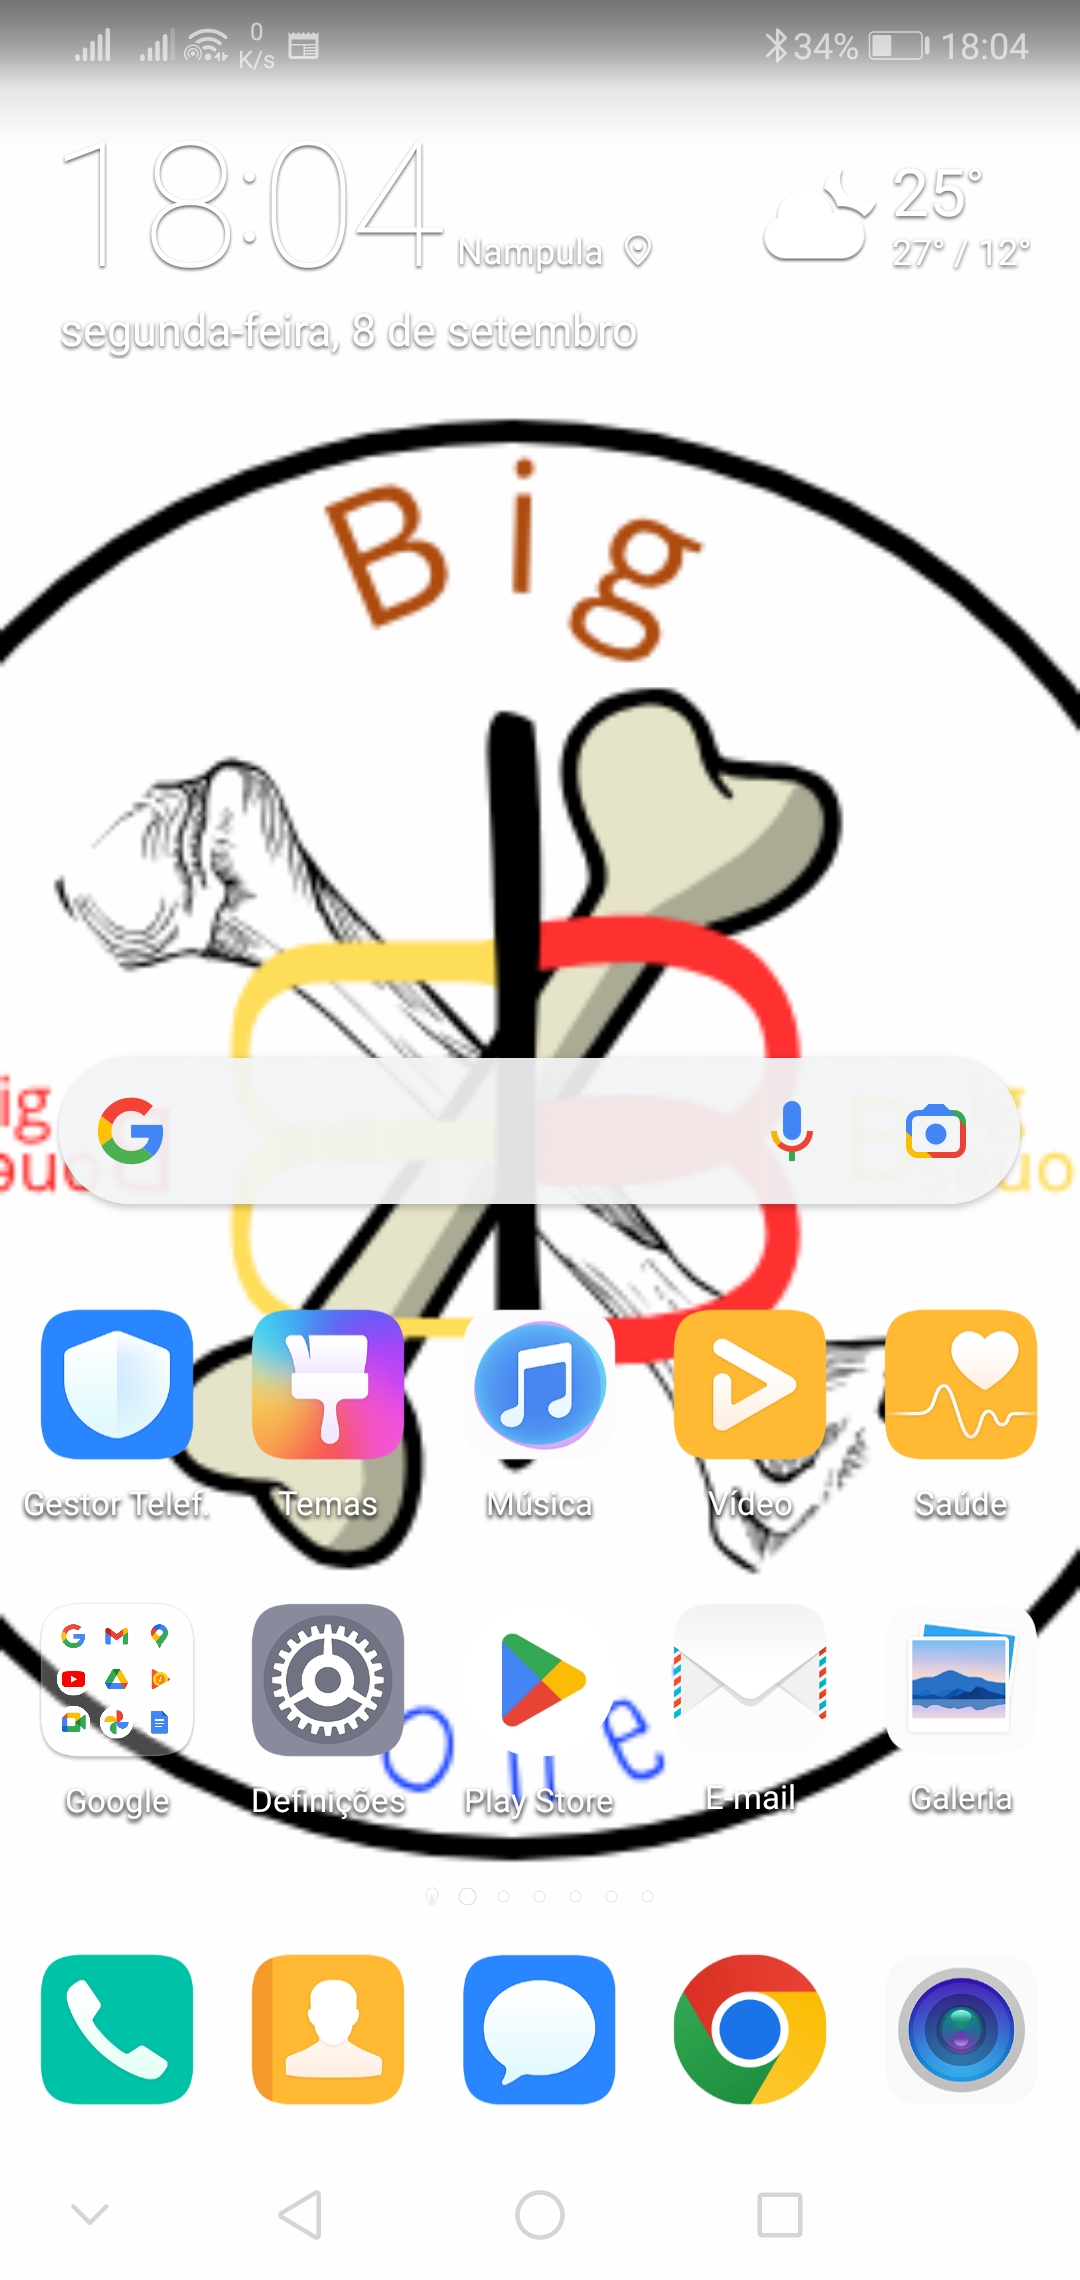 0
K/s
34%
18:04
18:04
Nampula
25°
27° / 12°
segunda-feira, 8 de setembro
Big
Gestor Telef.
Temas
Música
Vídeo
Saúde
Google
Definições
Play Store
E-mail
Galeria